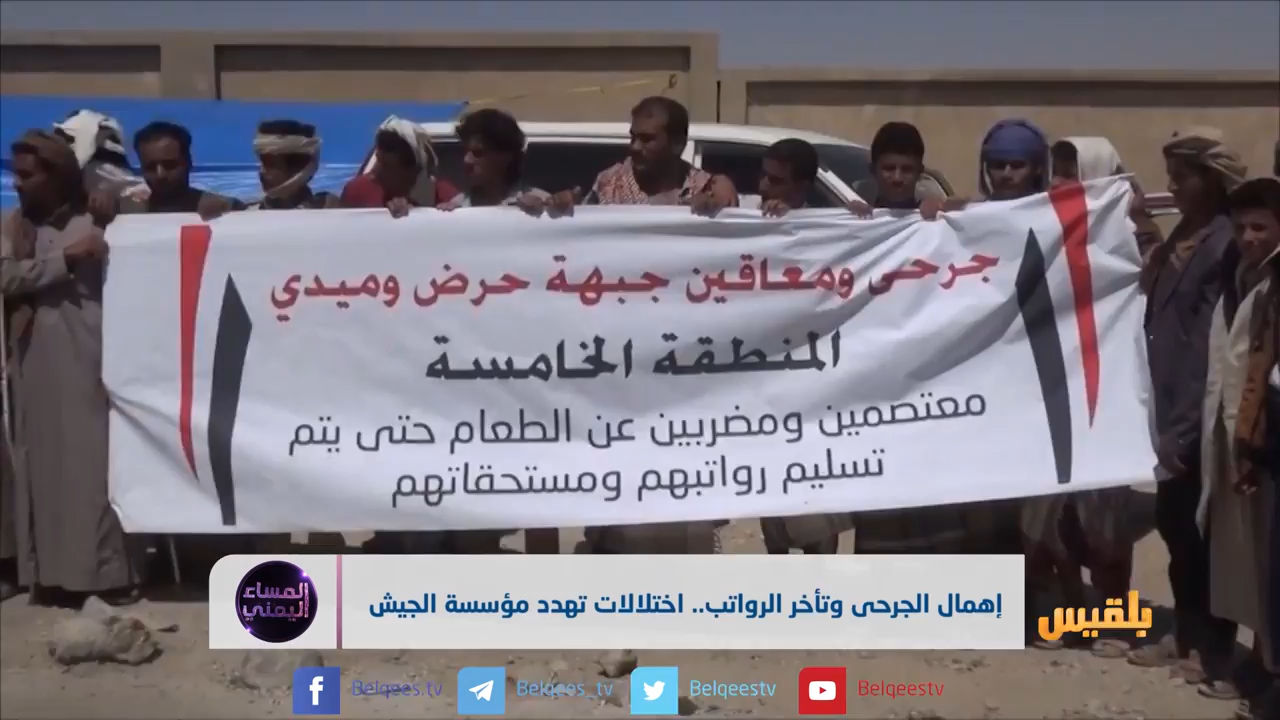 جرحى ومعاقين جبهة حرض وميدي
المنطقة الخامسة
معتصمين ومضربين عن الطعام حتى يتم
تسليم رواتبهم ومستحقاتهم
المساء
اليمني
إهمال الجرحى وتأخر الرواتب.. اختلالات تهدد مؤسسة الجيش
بلقيس
Belqees.tv
Belqees_tv
Belqeestv
Belqeestv